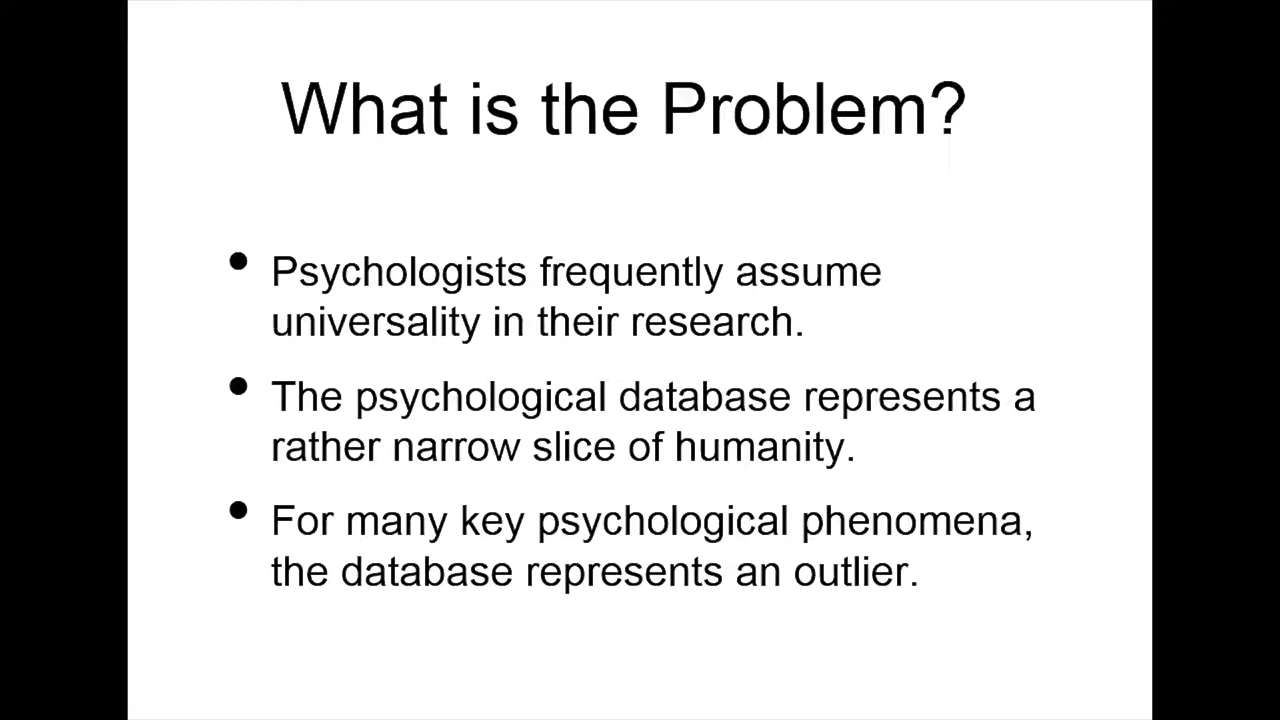 What is the Problem?
• Psychologists frequently assume
universality in their research.
• The psychological database represents a
rather narrow slice of humanity.
• For many key psychological phenomena,
the database represents an outlier.